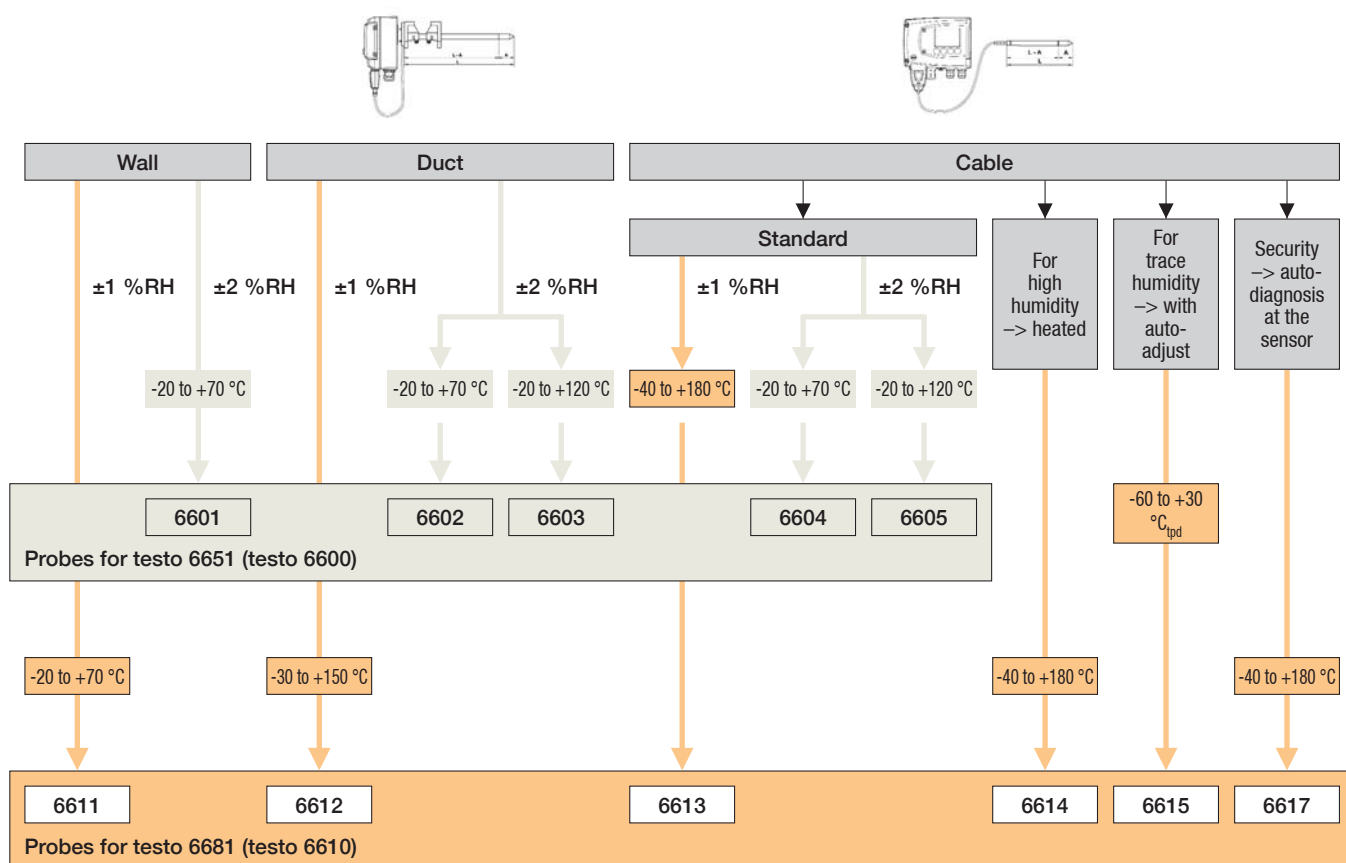 L - A
A
L
L - A
A
L
Wall
Duct
Cable
Standard
For
high
humidity
–> heated
For
trace
humidity
–> with
auto-
adjust
Security
–> auto-
diagnosis
at the
sensor
±1 %RH
±2 %RH
±1 %RH
±2 %RH
±1 %RH
±2 %RH
-20 to +70 °C
-20 to +70 °C
-20 to +120 °C
-40 to +180 °C
-20 to +70 °C
-20 to +120 °C
6601
6602
6603
6604
6605
Probes for testo 6651 (testo 6600)
-60 to +30
°Ctpd
-20 to +70 °C
-30 to +150 °C
-40 to +180 °C
-40 to +180 °C
6611
6612
6613
6614
6615
6617
Probes for testo 6681 (testo 6610)